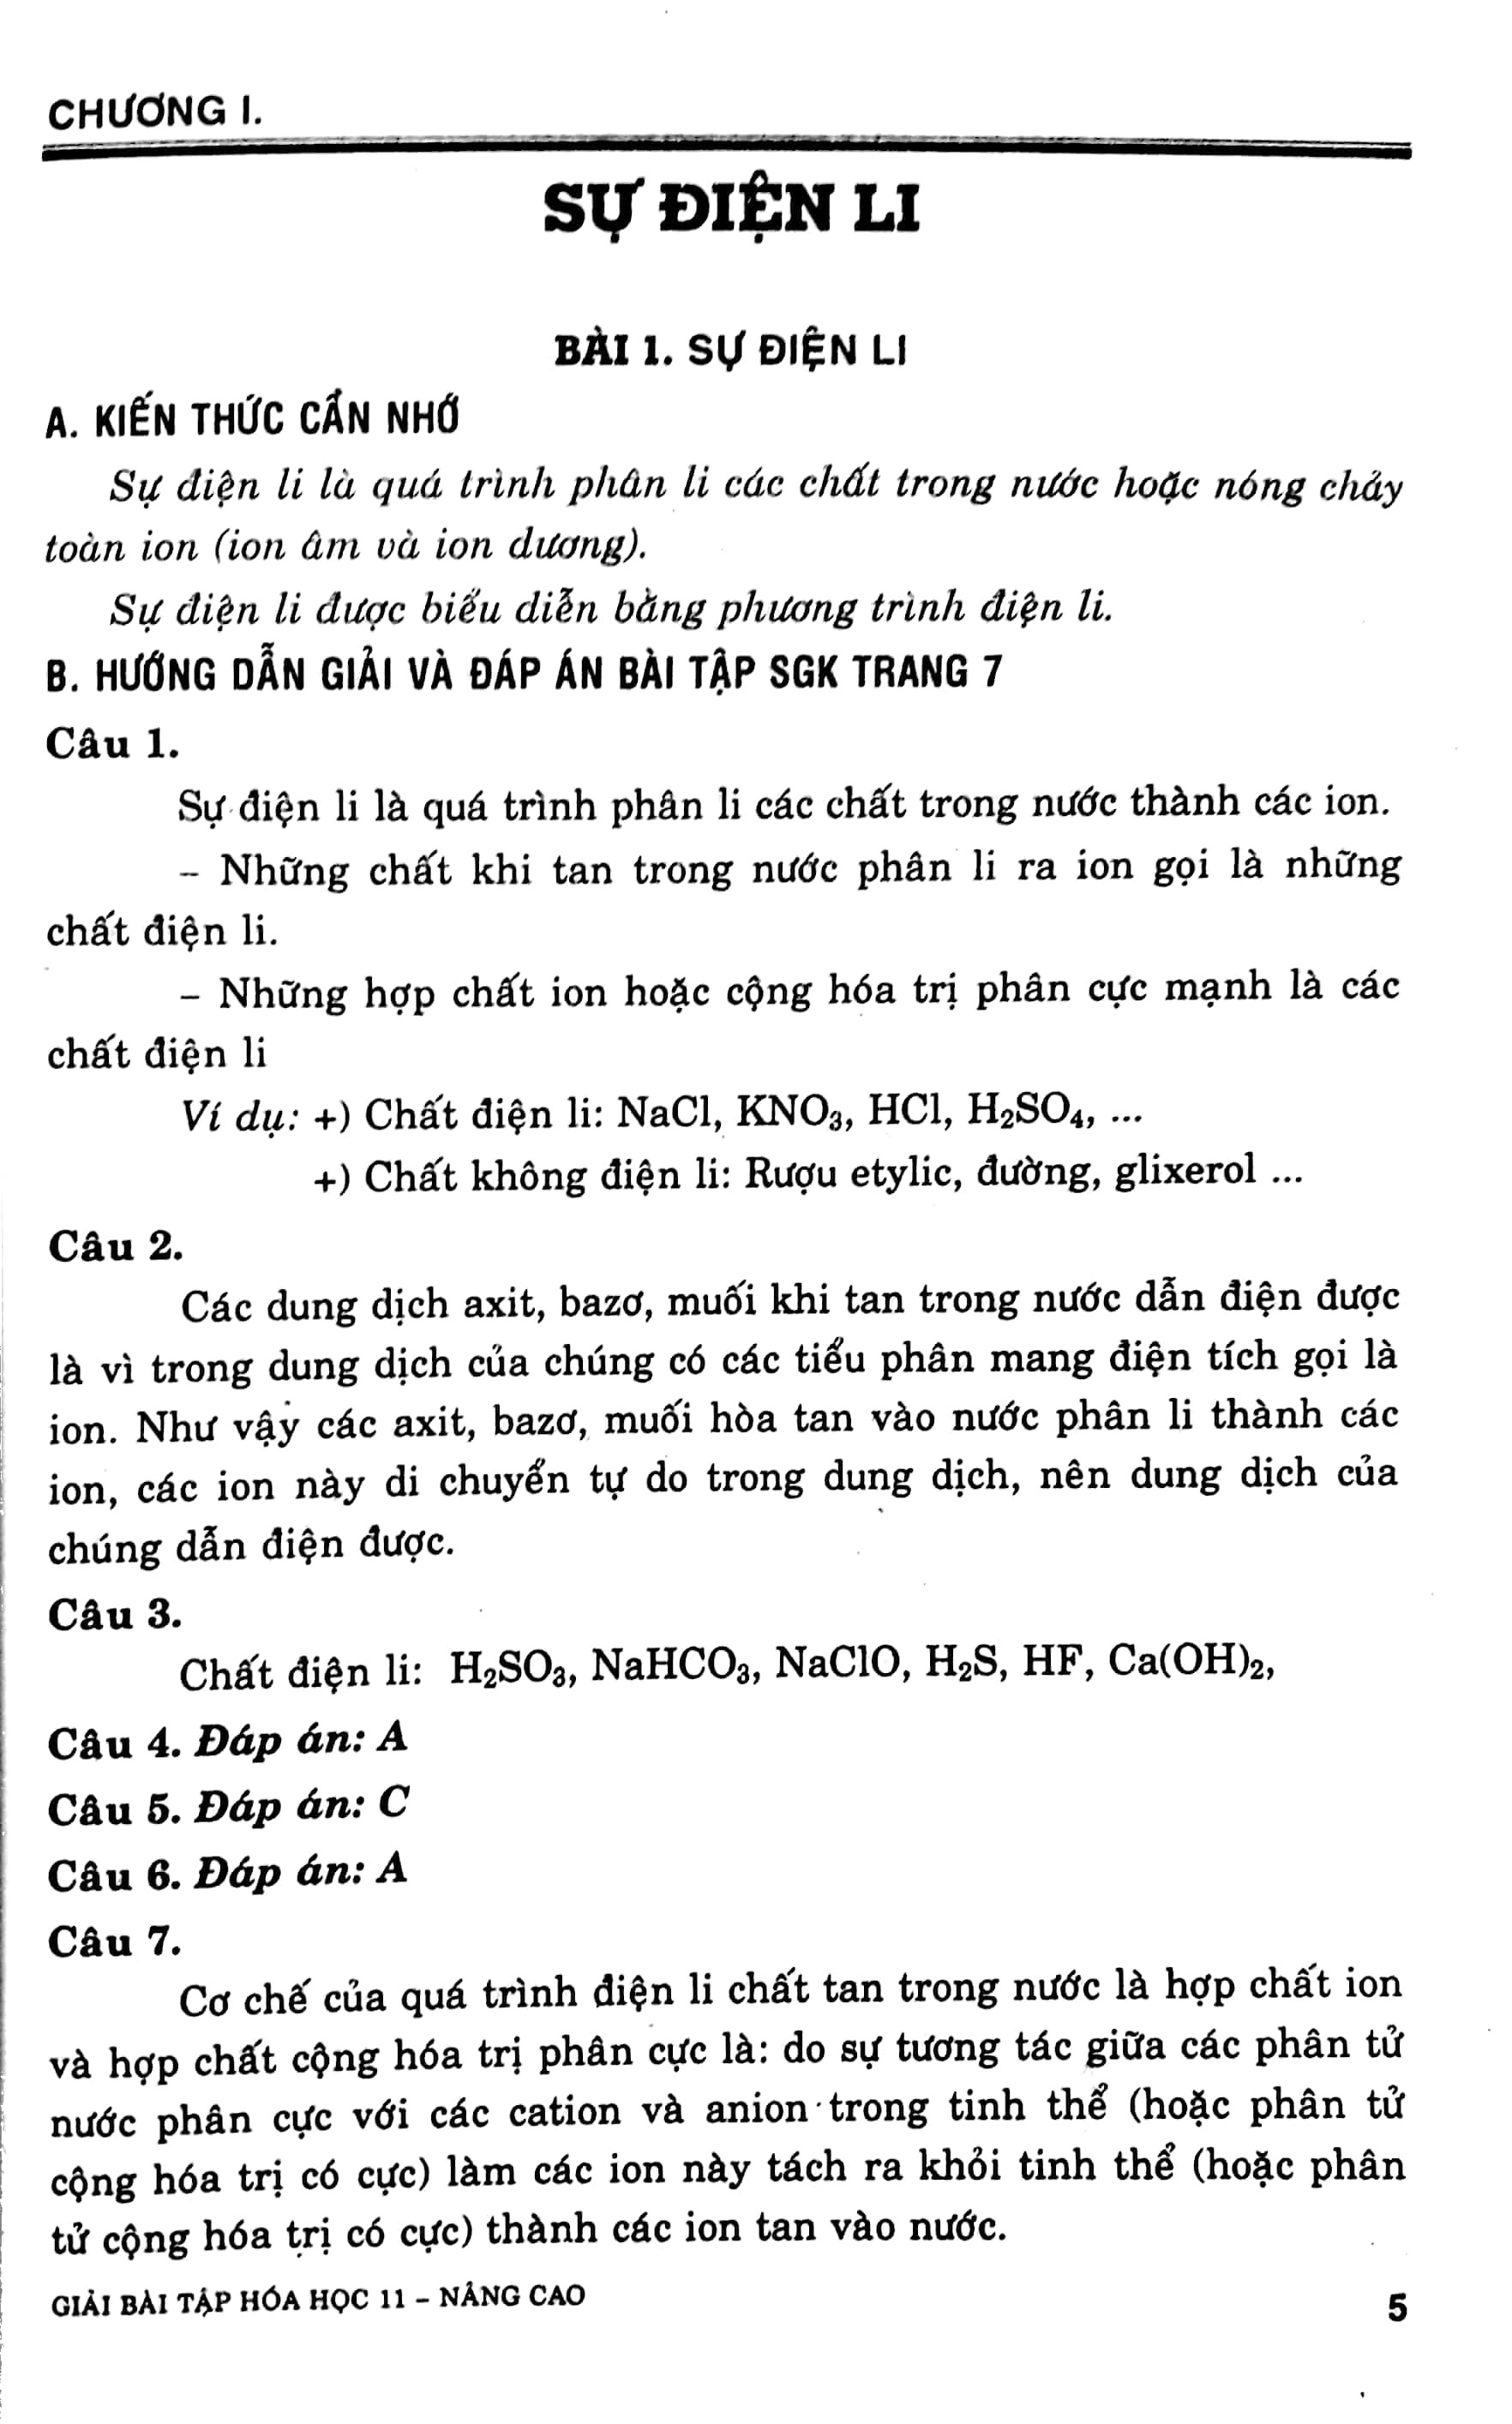 CHƯƠNG I.
SỰ ĐIỆN LI
BÀI 1. SỰ ĐIỆN LI
A. KIẾN THỨC CẦN NHỚ
Sự điện li là quá trình phân li các chất trong nước hoặc nóng chảy
toàn ion (ion âm và ion dương).
Sự điện li được biểu diễn bằng phương trình điện li.
B. HƯỚNG DẪN GIẢI VÀ ĐÁP ÁN BÀI TẬP SGK TRANG 7
Câu 1.
Sự điện li là quá trình phân li các chất trong nước thành các ion.
– Những chất khi tan trong nước phân li ra ion gọi là những
chất điện li.
– Những hợp chất ion hoặc cộng hóa trị phân cực mạnh là các
chất điện li
Ví dụ: +) Chất điện li: NaCl, KNO₃, HCl, H₂SO₄, ...
+) Chất không điện li: Rượu etylic, đường, glixerol ...
Câu 2.
Các dung dịch axit, bazơ, muối khi tan trong nước dẫn điện được
là vì trong dung dịch của chúng có các tiểu phân mang điện tích gọi là
ion. Như vậy các axit, bazơ, muối hòa tan vào nước phân li thành các
ion, các ion này di chuyển tự do trong dung dịch, nên dung dịch của
chúng dẫn điện được.
Câu 3.
Chất điện li: H₂SO₃, NaHCO₃, NaClO, H₂S, HF, Ca(OH)₂,
Câu 4. Đáp án: A
Câu 5. Đáp án: C
Câu 6. Đáp án: A
Câu 7.
Cơ chế của quá trình điện li chất tan trong nước là hợp chất ion
và hợp chất cộng hóa trị phân cực là: do sự tương tác giữa các phân tử
nước phân cực với các cation và anion trong tinh thể (hoặc phân tử
cộng hóa trị có cực) làm các ion này tách ra khỏi tinh thể (hoặc phân
tử cộng hóa trị có cực) thành các ion tan vào nước.
GIẢI BÀI TẬP HÓA HỌC 11 – NÂNG CAO
5